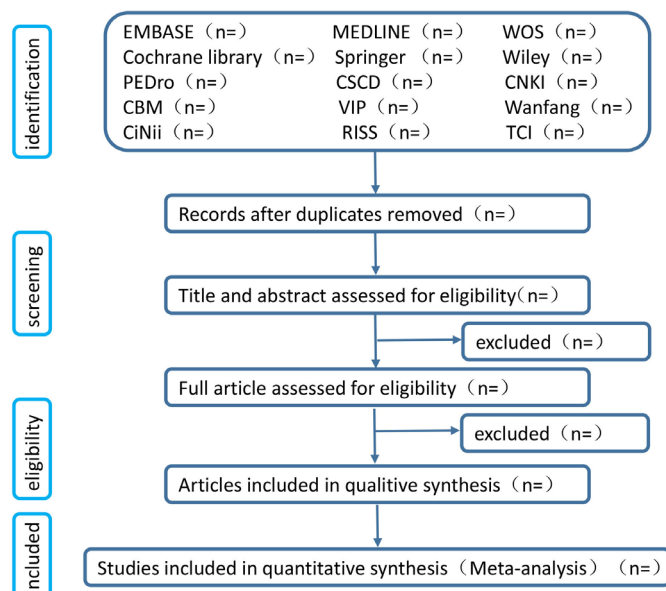 identification
EMBASE（n=） MEDLINE（n=） WOS（n=）
Cochrane library（n=） Springer（n=） Wiley（n=）
PEDro（n=） CSCD（n=） CNKI（n=）
CBM（n=） VIP（n=） Wanfang（n=）
CiNii（n=） RISS（n=） TCI（n=）
Records after duplicates removed（n=）
screening
Title and abstract assessed for eligibility(n=）
excluded（n=）
Full article assessed for eligibility（n=）
eligibility
excluded（n=）
Articles included in qualitive synthesis（n=）
ncluded
Studies included in quantitative synthesis（Meta-analysis）（n=）